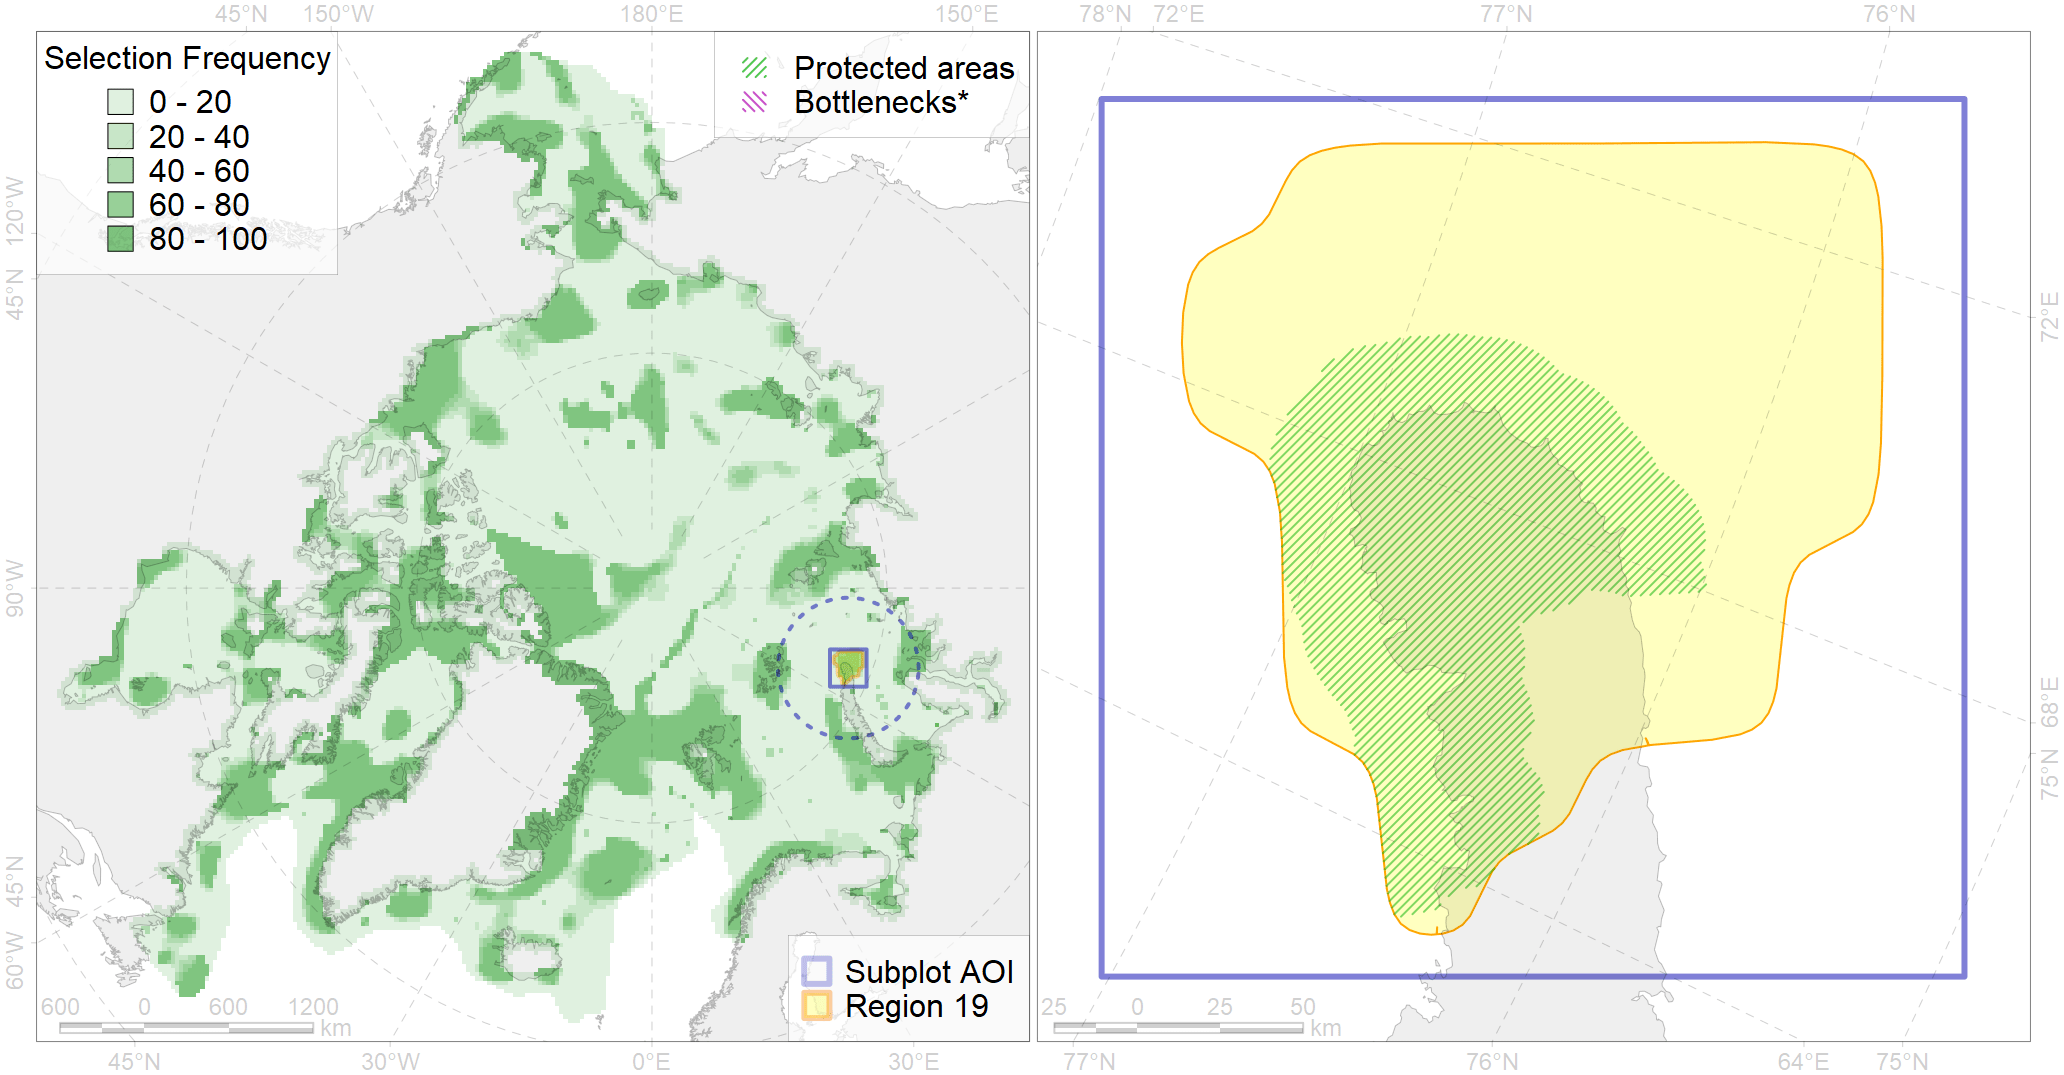 45°N 150°W 180°E 150°E 78°N 72°E 77°N 76°N
Selection Frequency
0 - 20
20 - 40
40 - 60
60 - 80
80 - 100
Protected areas
Bottlenecks*
120°W
45°N
90°W
45°N
60°W
72°E
68°E
75°N
Subplot AOI
Region 19
600 0 600 1200 km
25 0 25 50 km
45°N 30°W 0°E 30°E 77°N 76°N 64°E 75°N